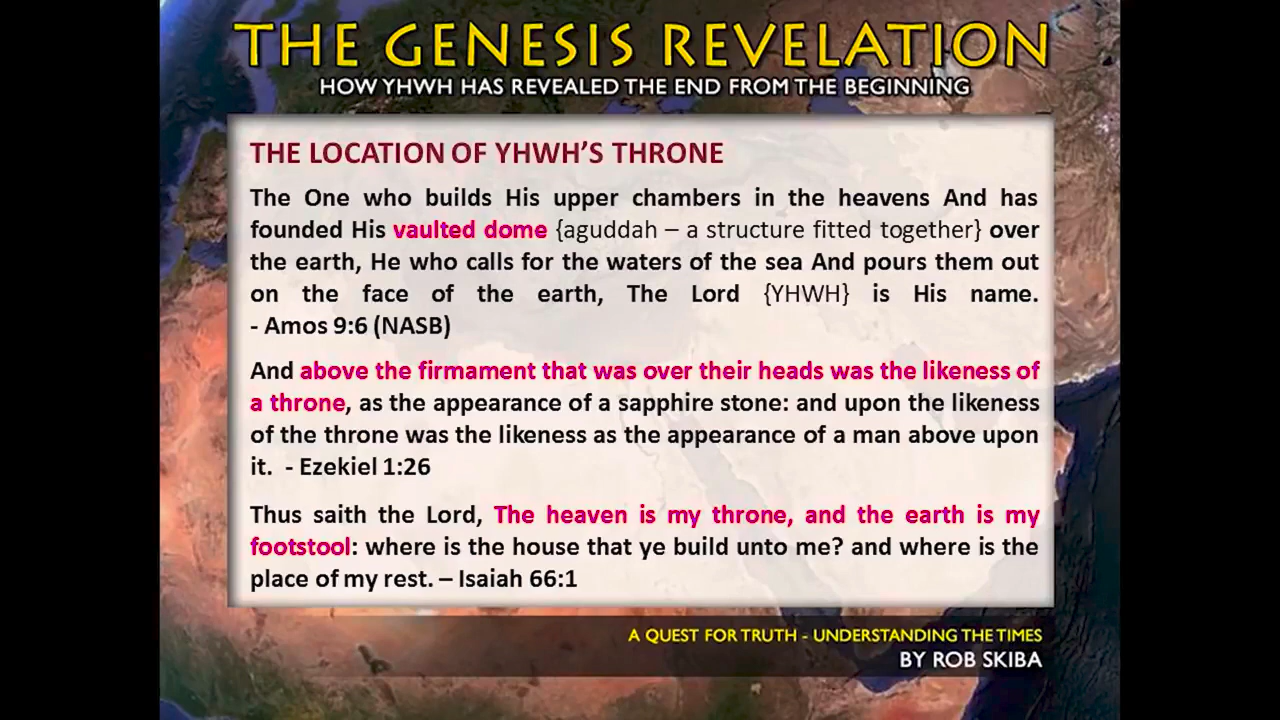 THE GENESIS REVELATION
HOW YHWH HAS REVEALED THE END FROM THE BEGINNING
THE LOCATION OF YHWH'S THRONE
The One who builds His upper chambers in the heavens And has
founded His vaulted dome {aguddah – a structure fitted together} over
the earth, He who calls for the waters of the sea And pours them out
on the face of the earth, The Lord {YHWH} is His name.
- Amos 9:6 (NASB)
And above the firmament that was over their heads was the likeness of
a throne, as the appearance of a sapphire stone: and upon the likeness
of the throne was the likeness as the appearance of a man above upon
it. - Ezekiel 1:26
Thus saith the Lord, The heaven is my throne, and the earth is my
footstool: where is the house that ye build unto me? and where is the
place of my rest. – Isaiah 66:1
A QUEST FOR TRUTH - UNDERSTANDING THE TIMES
BY ROB SKIBA